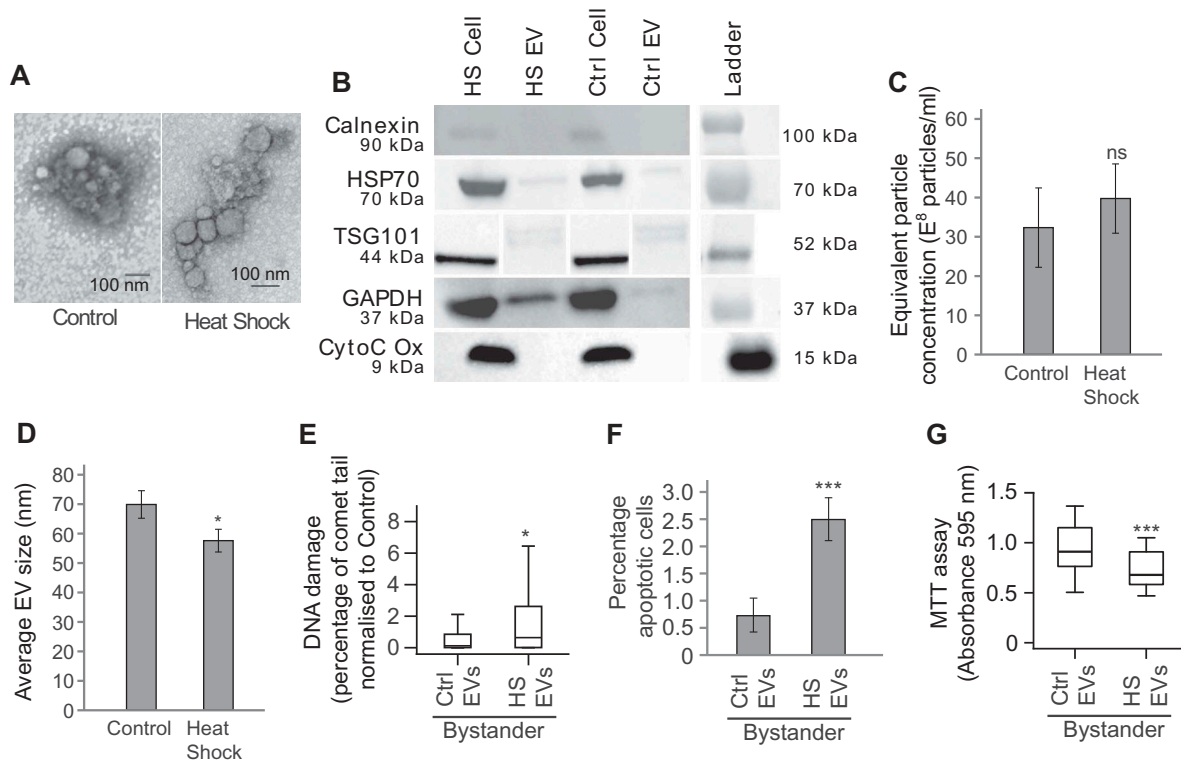 A
100 nm
100 nm
Control
Heat Shock
B
HS Cell
HS EV
Ctrl Cell
Ctrl EV
Ladder
Calnexin
90 kDa
100 kDa
HSP70
70 kDa
70 kDa
TSG101
44 kDa
52 kDa
GAPDH
37 kDa
37 kDa
CytoC Ox
9 kDa
15 kDa
C
Equivalent particle
concentration (E⁸ particles/ml)
60
50
40
30
20
10
0
ns
Control
Heat
Shock
D
Average EV size (nm)
80
70
60
50
40
30
20
10
0
*
Control
Heat
Shock
E
DNA damage
(percentage of comet tail
normalised to Control)
8
6
4
2
0
*
Ctrl
EVs
HS
EVs
Bystander
F
Percentage
apoptotic cells
3.0
2.5
2.0
1.5
1.0
0.5
0
***
Ctrl
EVs
HS
EVs
Bystander
G
MTT assay
(Absorbance 595 nm)
1.5
1.0
0.5
0
***
Ctrl
EVs
HS
EVs
Bystander